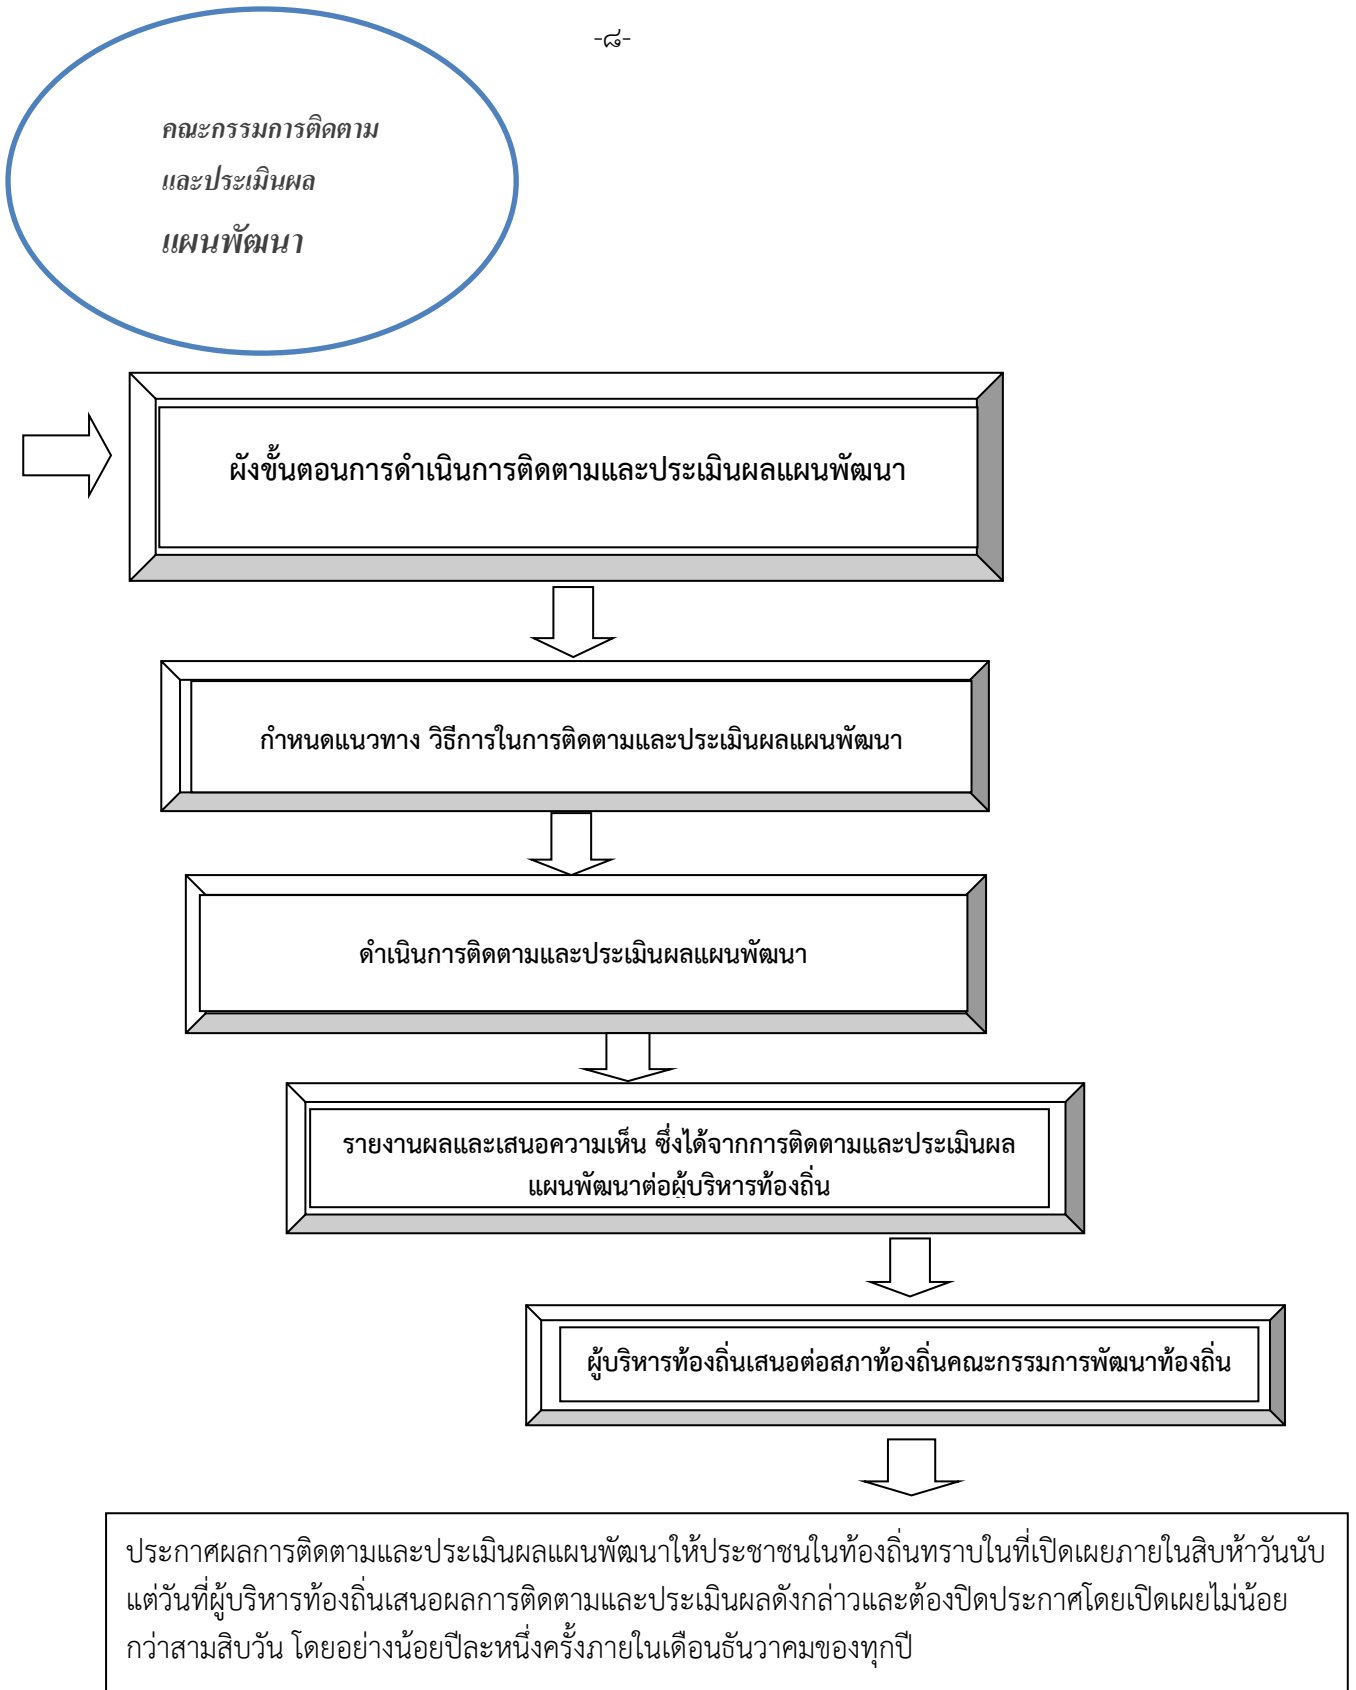 -๘-
คณะกรรมการติดตาม
และประเมินผล
แผนพัฒนา
ผังขั้นตอนการดำเนินการติดตามและประเมินผลแผนพัฒนา
กำหนดแนวทาง วิธีการในการติดตามและประเมินผลแผนพัฒนา
ดำเนินการติดตามและประเมินผลแผนพัฒนา
รายงานผลและเสนอความเห็น ซึ่งได้จากการติดตามและประเมินผล
แผนพัฒนาต่อผู้บริหารท้องถิ่น
ผู้บริหารท้องถิ่นเสนอต่อสภาท้องถิ่นคณะกรรมการพัฒนาท้องถิ่น
ประกาศผลการติดตามและประเมินผลแผนพัฒนาให้ประชาชนในท้องถิ่นทราบในที่เปิดเผยภายในสิบห้าวันนับ
แต่วันที่ผู้บริหารท้องถิ่นเสนอผลการติดตามและประเมินผลดังกล่าวและต้องปิดประกาศโดยเปิดเผยไม่น้อย
กว่าสามสิบวัน โดยอย่างน้อยปีละหนึ่งครั้งภายในเดือนธันวาคมของทุกปี